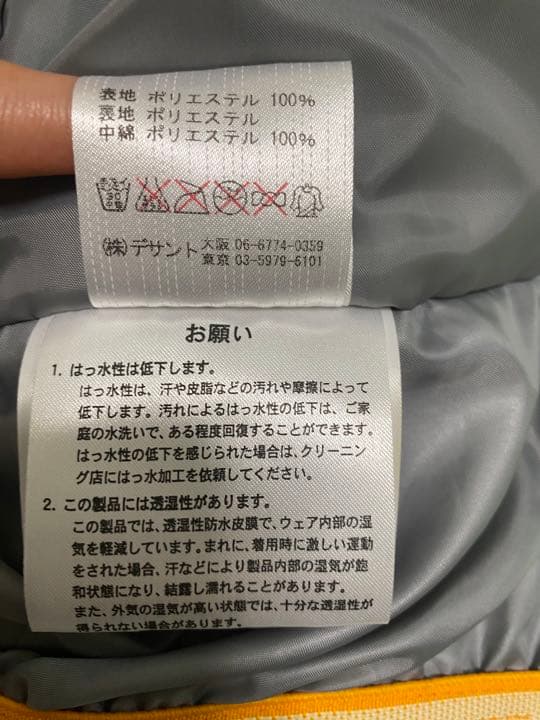 表地 ポリエステル 100%
裏地 ポリエステル
中綿 ポリエステル 100%
(株)デサント 大阪 06-6774-0359
東京 03-5979-6101
お願い
1. はっ水性は低下します。
はっ水性は、汗や皮脂などの汚れや摩擦によって
低下します。汚れによるはっ水性の低下は、ご家
庭の水洗いで、ある程度回復することができます。
はっ水性の低下を感じられた場合は、クリーニン
グ店にはっ水加工を依頼してください。
2. この製品には透湿性があります。
この製品では、透湿性防水皮膜で、ウェア内部の湿
気を軽減しています。まれに、着用時に激しい運動
をされた場合、汗などにより製品内部の湿気が飽
和状態になり、結露し濡れることがあります。
また、外気の湿気が高い状態では、十分な透湿性が
得られない場合があります。